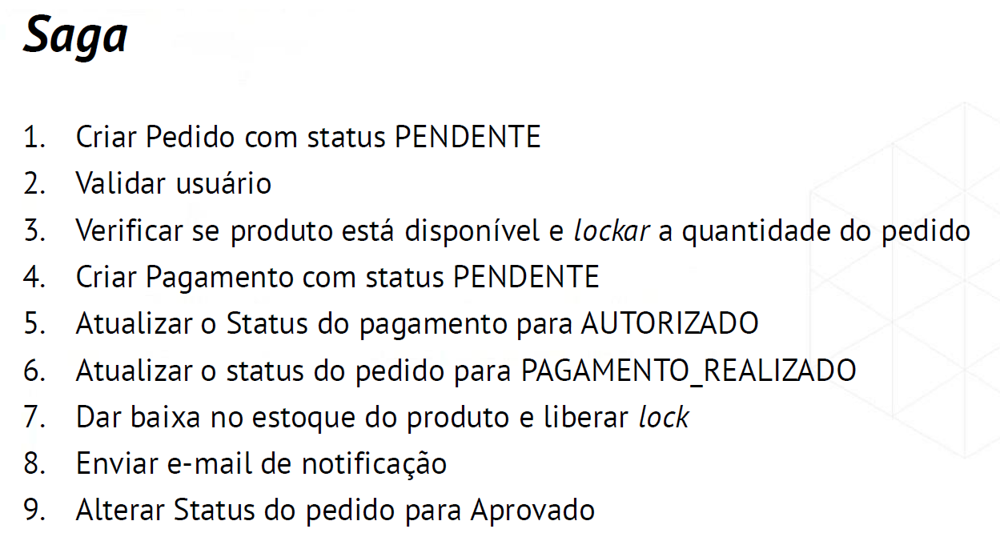 Saga
1. Criar Pedido com status PENDENTE
2. Validar usuário
3. Verificar se produto está disponível e lockar a quantidade do pedido
4. Criar Pagamento com status PENDENTE
5. Atualizar o Status do pagamento para AUTORIZADO
6. Atualizar o status do pedido para PAGAMENTO_REALIZADO
7. Dar baixa no estoque do produto e liberar lock
8. Enviar e-mail de notificação
9. Alterar Status do pedido para Aprovado